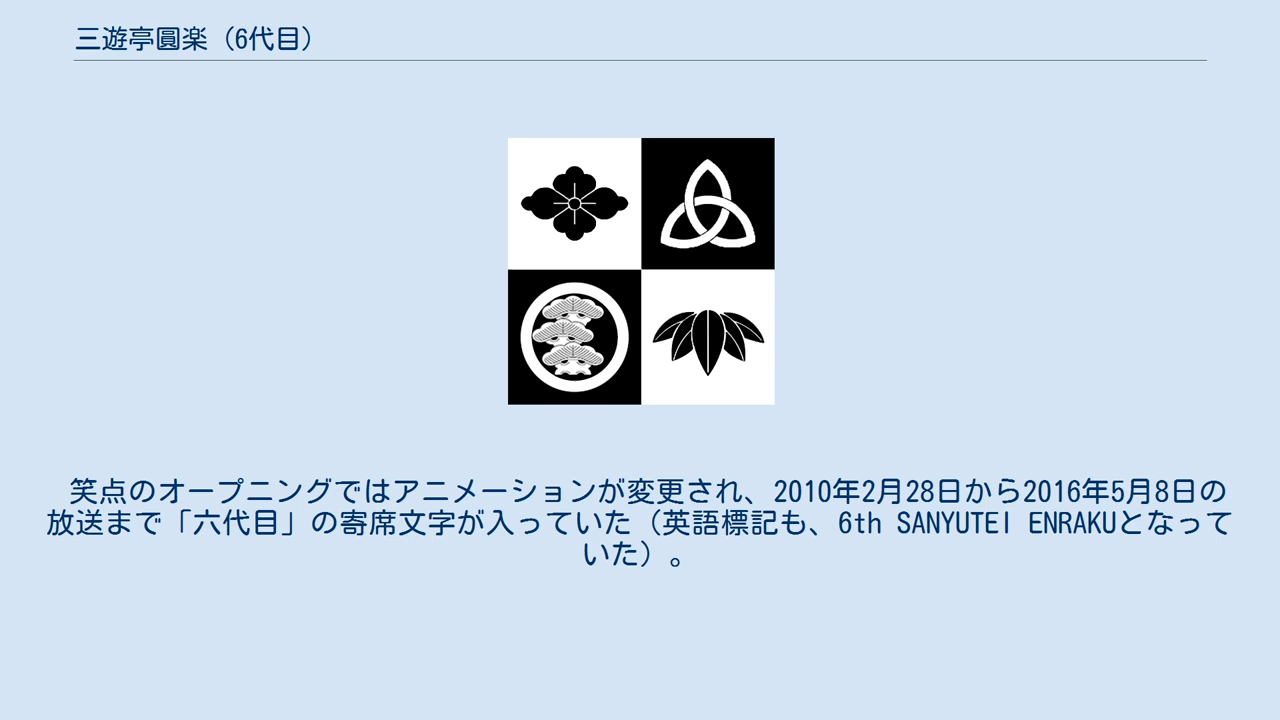 三遊亭圓楽（6代目）
笑点のオープニングではアニメーションが変更され、2010年2月28日から2016年5月8日の
放送まで「六代目」の寄席文字が入っていた（英語標記も、6th SANYUTEI ENRAKUとなって
いた）。